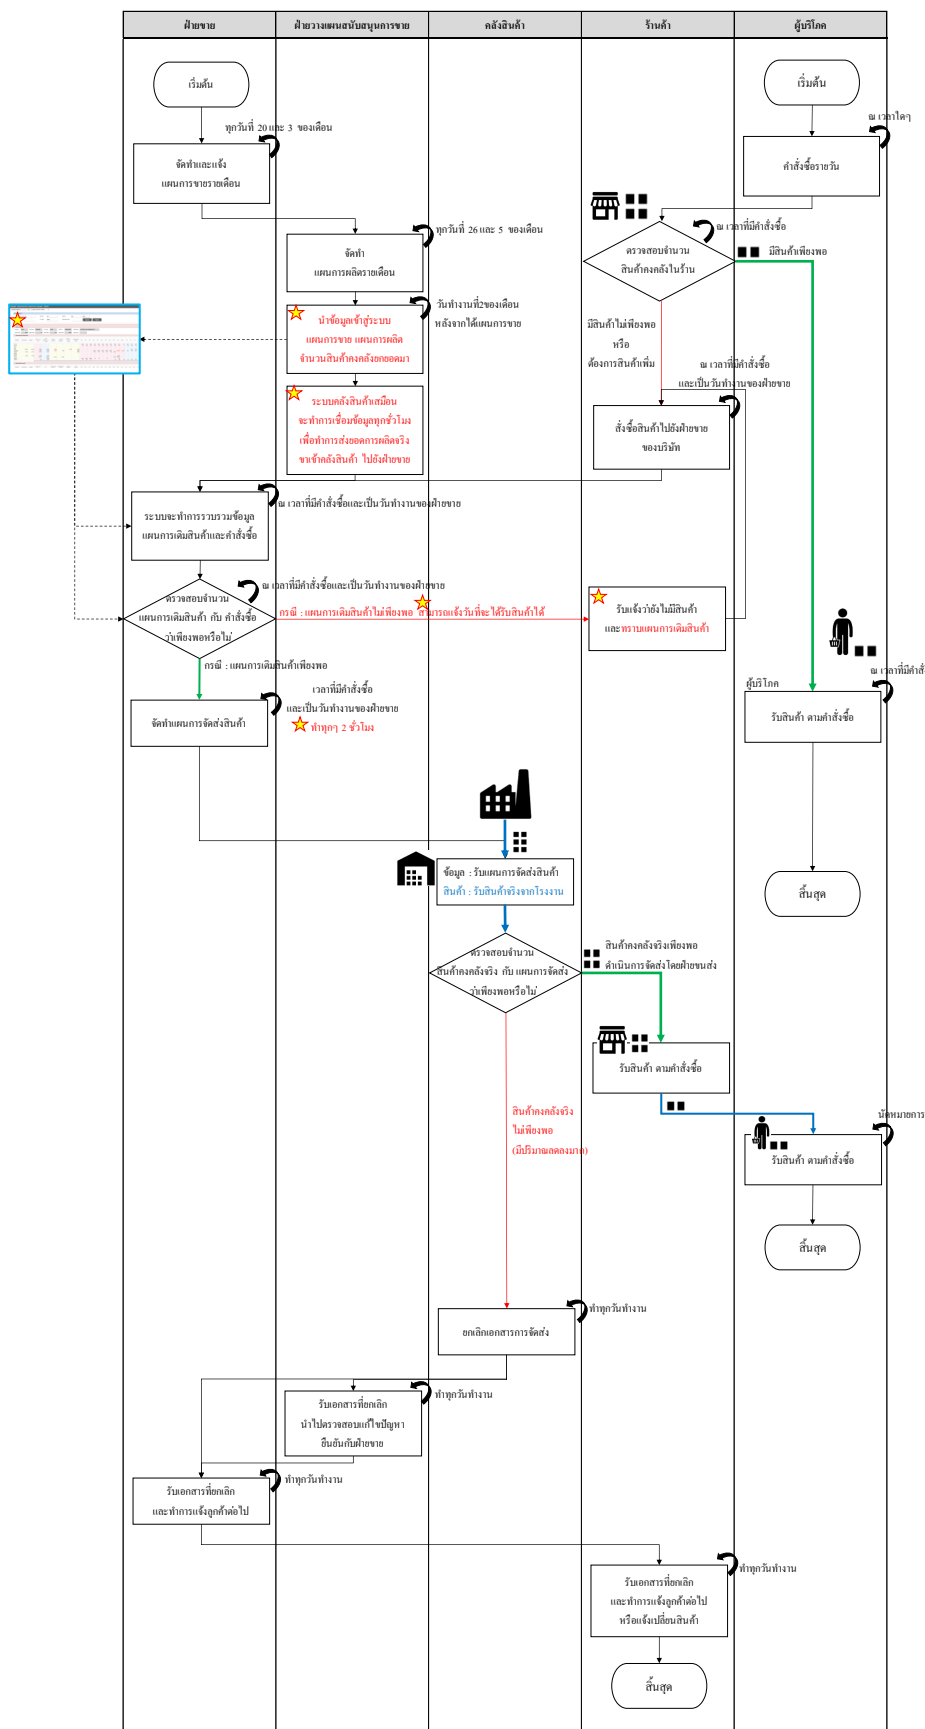 ฝ่ายขาย
ฝ่ายวางแผนสนับสนุนการขาย
คลังสินค้า
ร้านค้า
ผู้บริโภค
เริ่มต้น
เริ่มต้น
ทุกวันที่ 20 และ 3 ของเดือน
ณ เวลาใดๆ
จัดทำและแจ้ง
แผนการขายรายเดือน
คำสั่งซื้อรายวัน
ทุกวันที่ 26 และ 5 ของเดือน
ณ เวลาที่มีคำสั่งซื้อ
จัดทำ
แผนการผลิตรายเดือน
ตรวจสอบจำนวน
สินค้าคงคลังในร้าน
มีสินค้าเพียงพอ
วันทำงานที่2ของเดือน
หลังจากได้แผนการขาย
นำข้อมูลเข้าสู่ระบบ
แผนการขาย แผนการผลิต
จำนวนสินค้าคงคลังยกยอดมา
มีสินค้าไม่เพียงพอ
หรือ
ต้องการสินค้าเพิ่ม
ณ เวลาที่มีคำสั่งซื้อ
และเป็นวันทำงานของฝ่ายขาย
ระบบคลังสินค้าเสมือน
จะทำการเชื่อมข้อมูลทุกชั่วโมง
เพื่อทำการส่งยอดการผลิตจริง
ขาเข้าคลังสินค้า ไปยังฝ่ายขาย
สั่งซื้อสินค้าไปยังฝ่ายขาย
ของบริษัท
ณ เวลาที่มีคำสั่งซื้อและเป็นวันทำงานของฝ่ายขาย
ระบบจะทำการรวบรวมข้อมูล
แผนการเติมสินค้าและคำสั่งซื้อ
ณ เวลาที่มีคำสั่งซื้อและเป็นวันทำงานของฝ่ายขาย
ตรวจสอบจำนวน
แผนการเติมสินค้า กับ คำสั่งซื้อ
ว่าเพียงพอหรือไม่
กรณี : แผนการเติมสินค้าไม่เพียงพอ สามารถแจ้งวันที่จะได้รับสินค้าได้
รับแจ้งว่ายังไม่มีสินค้า
และทราบแผนการเติมสินค้า
กรณี : แผนการเติมสินค้าเพียงพอ
ณ เวลาที่มีคำสั
ผู้บริโภค
เวลาที่มีคำสั่งซื้อ
และเป็นวันทำงานของฝ่ายขาย
ทำทุกๆ 2 ชั่วโมง
จัดทำแผนการจัดส่งสินค้า
รับสินค้า ตามคำสั่งซื้อ
ข้อมูล : รับแผนการจัดส่งสินค้า
สินค้า : รับสินค้าจริงจากโรงงาน
สิ้นสุด
ตรวจสอบจำนวน
สินค้าคงคลังจริง กับ แผนการจัดส่ง
ว่าเพียงพอหรือไม่
สินค้าคงคลังจริงเพียงพอ
ดำเนินการจัดส่งโดยฝ่ายขนส่ง
รับสินค้า ตามคำสั่งซื้อ
สินค้าคงคลังจริง
ไม่เพียงพอ
(มีปริมาณลดลงมาก)
นัดหมายการ
รับสินค้า ตามคำสั่งซื้อ
สิ้นสุด
ทำทุกวันทำงาน
ยกเลิกเอกสารการจัดส่ง
ทำทุกวันทำงาน
รับเอกสารที่ยกเลิก
นำไปตรวจสอบแก้ไขปัญหา
ยืนยันกับฝ่ายขาย
ทำทุกวันทำงาน
รับเอกสารที่ยกเลิก
และทำการแจ้งลูกค้าต่อไป
ทำทุกวันทำงาน
รับเอกสารที่ยกเลิก
และทำการแจ้งลูกค้าต่อไป
หรือแจ้งเปลี่ยนสินค้า
สิ้นสุด